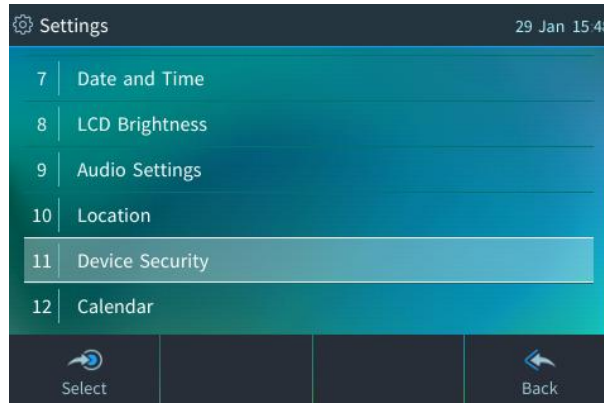 Settings 29 Jan 15:48
7 Date and Time
8 LCD Brightness
9 Audio Settings
10 Location
11 Device Security
12 Calendar
Select Back